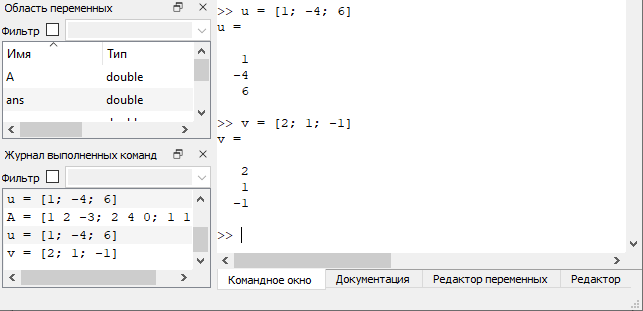 Область переменных
Фильтр
Имя Тип
A double
ans double
Журнал выполненных команд
Фильтр
u = [1; -4; 6]
A = [1 2 -3; 2 4 0; 1 1
u = [1; -4; 6]
v = [2; 1; -1]
>> u = [1; -4; 6]
u =
1
-4
6
>> v = [2; 1; -1]
v =
2
1
-1
>>
Командное окно Документация Редактор переменных Редактор